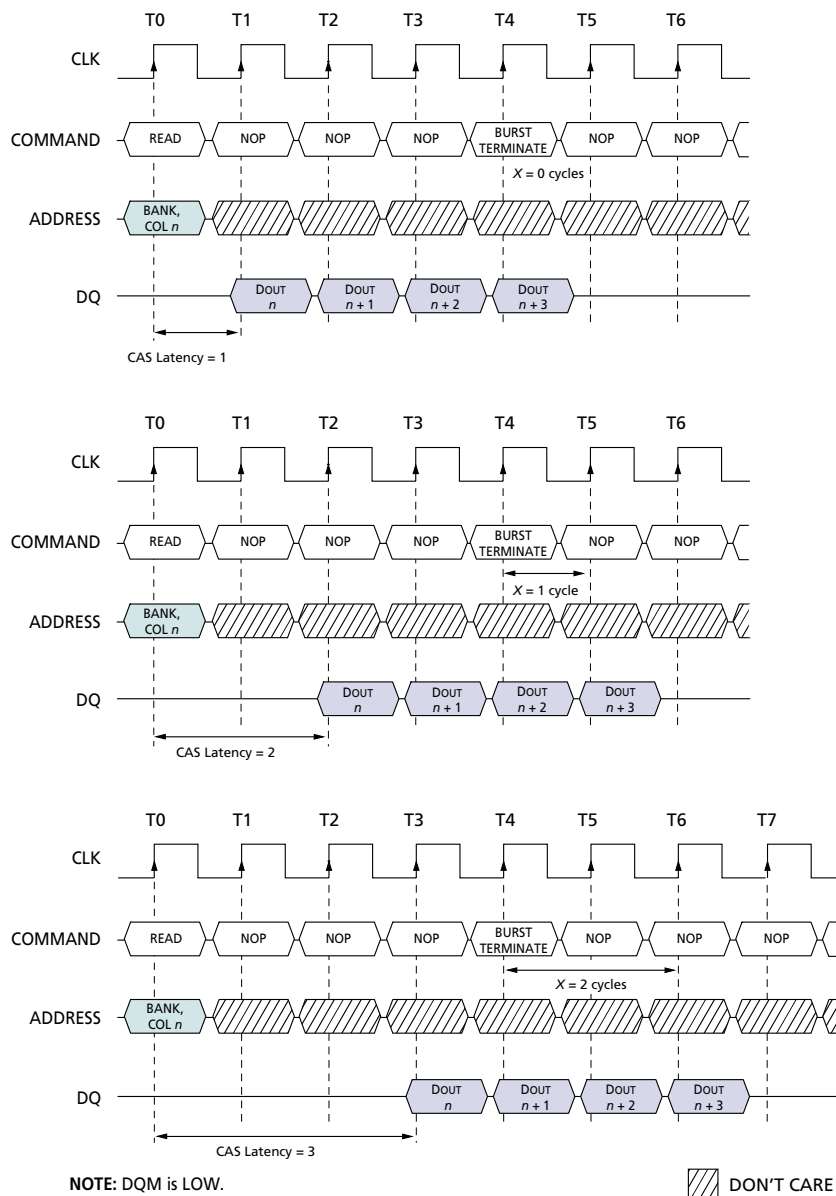 T0 T1 T2 T3 T4 T5 T6
CLK
COMMAND READ NOP NOP NOP BURST TERMINATE NOP NOP
X = 0 cycles
ADDRESS BANK, COL n
DQ DOUT n DOUT n + 1 DOUT n + 2 DOUT n + 3
CAS Latency = 1
T0 T1 T2 T3 T4 T5 T6
CLK
COMMAND READ NOP NOP NOP BURST TERMINATE NOP NOP
X = 1 cycle
ADDRESS BANK, COL n
DQ DOUT n DOUT n + 1 DOUT n + 2 DOUT n + 3
CAS Latency = 2
T0 T1 T2 T3 T4 T5 T6 T7
CLK
COMMAND READ NOP NOP NOP BURST TERMINATE NOP NOP NOP
X = 2 cycles
ADDRESS BANK, COL n
DQ DOUT n DOUT n + 1 DOUT n + 2 DOUT n + 3
CAS Latency = 3
NOTE: DQM is LOW. DON'T CARE